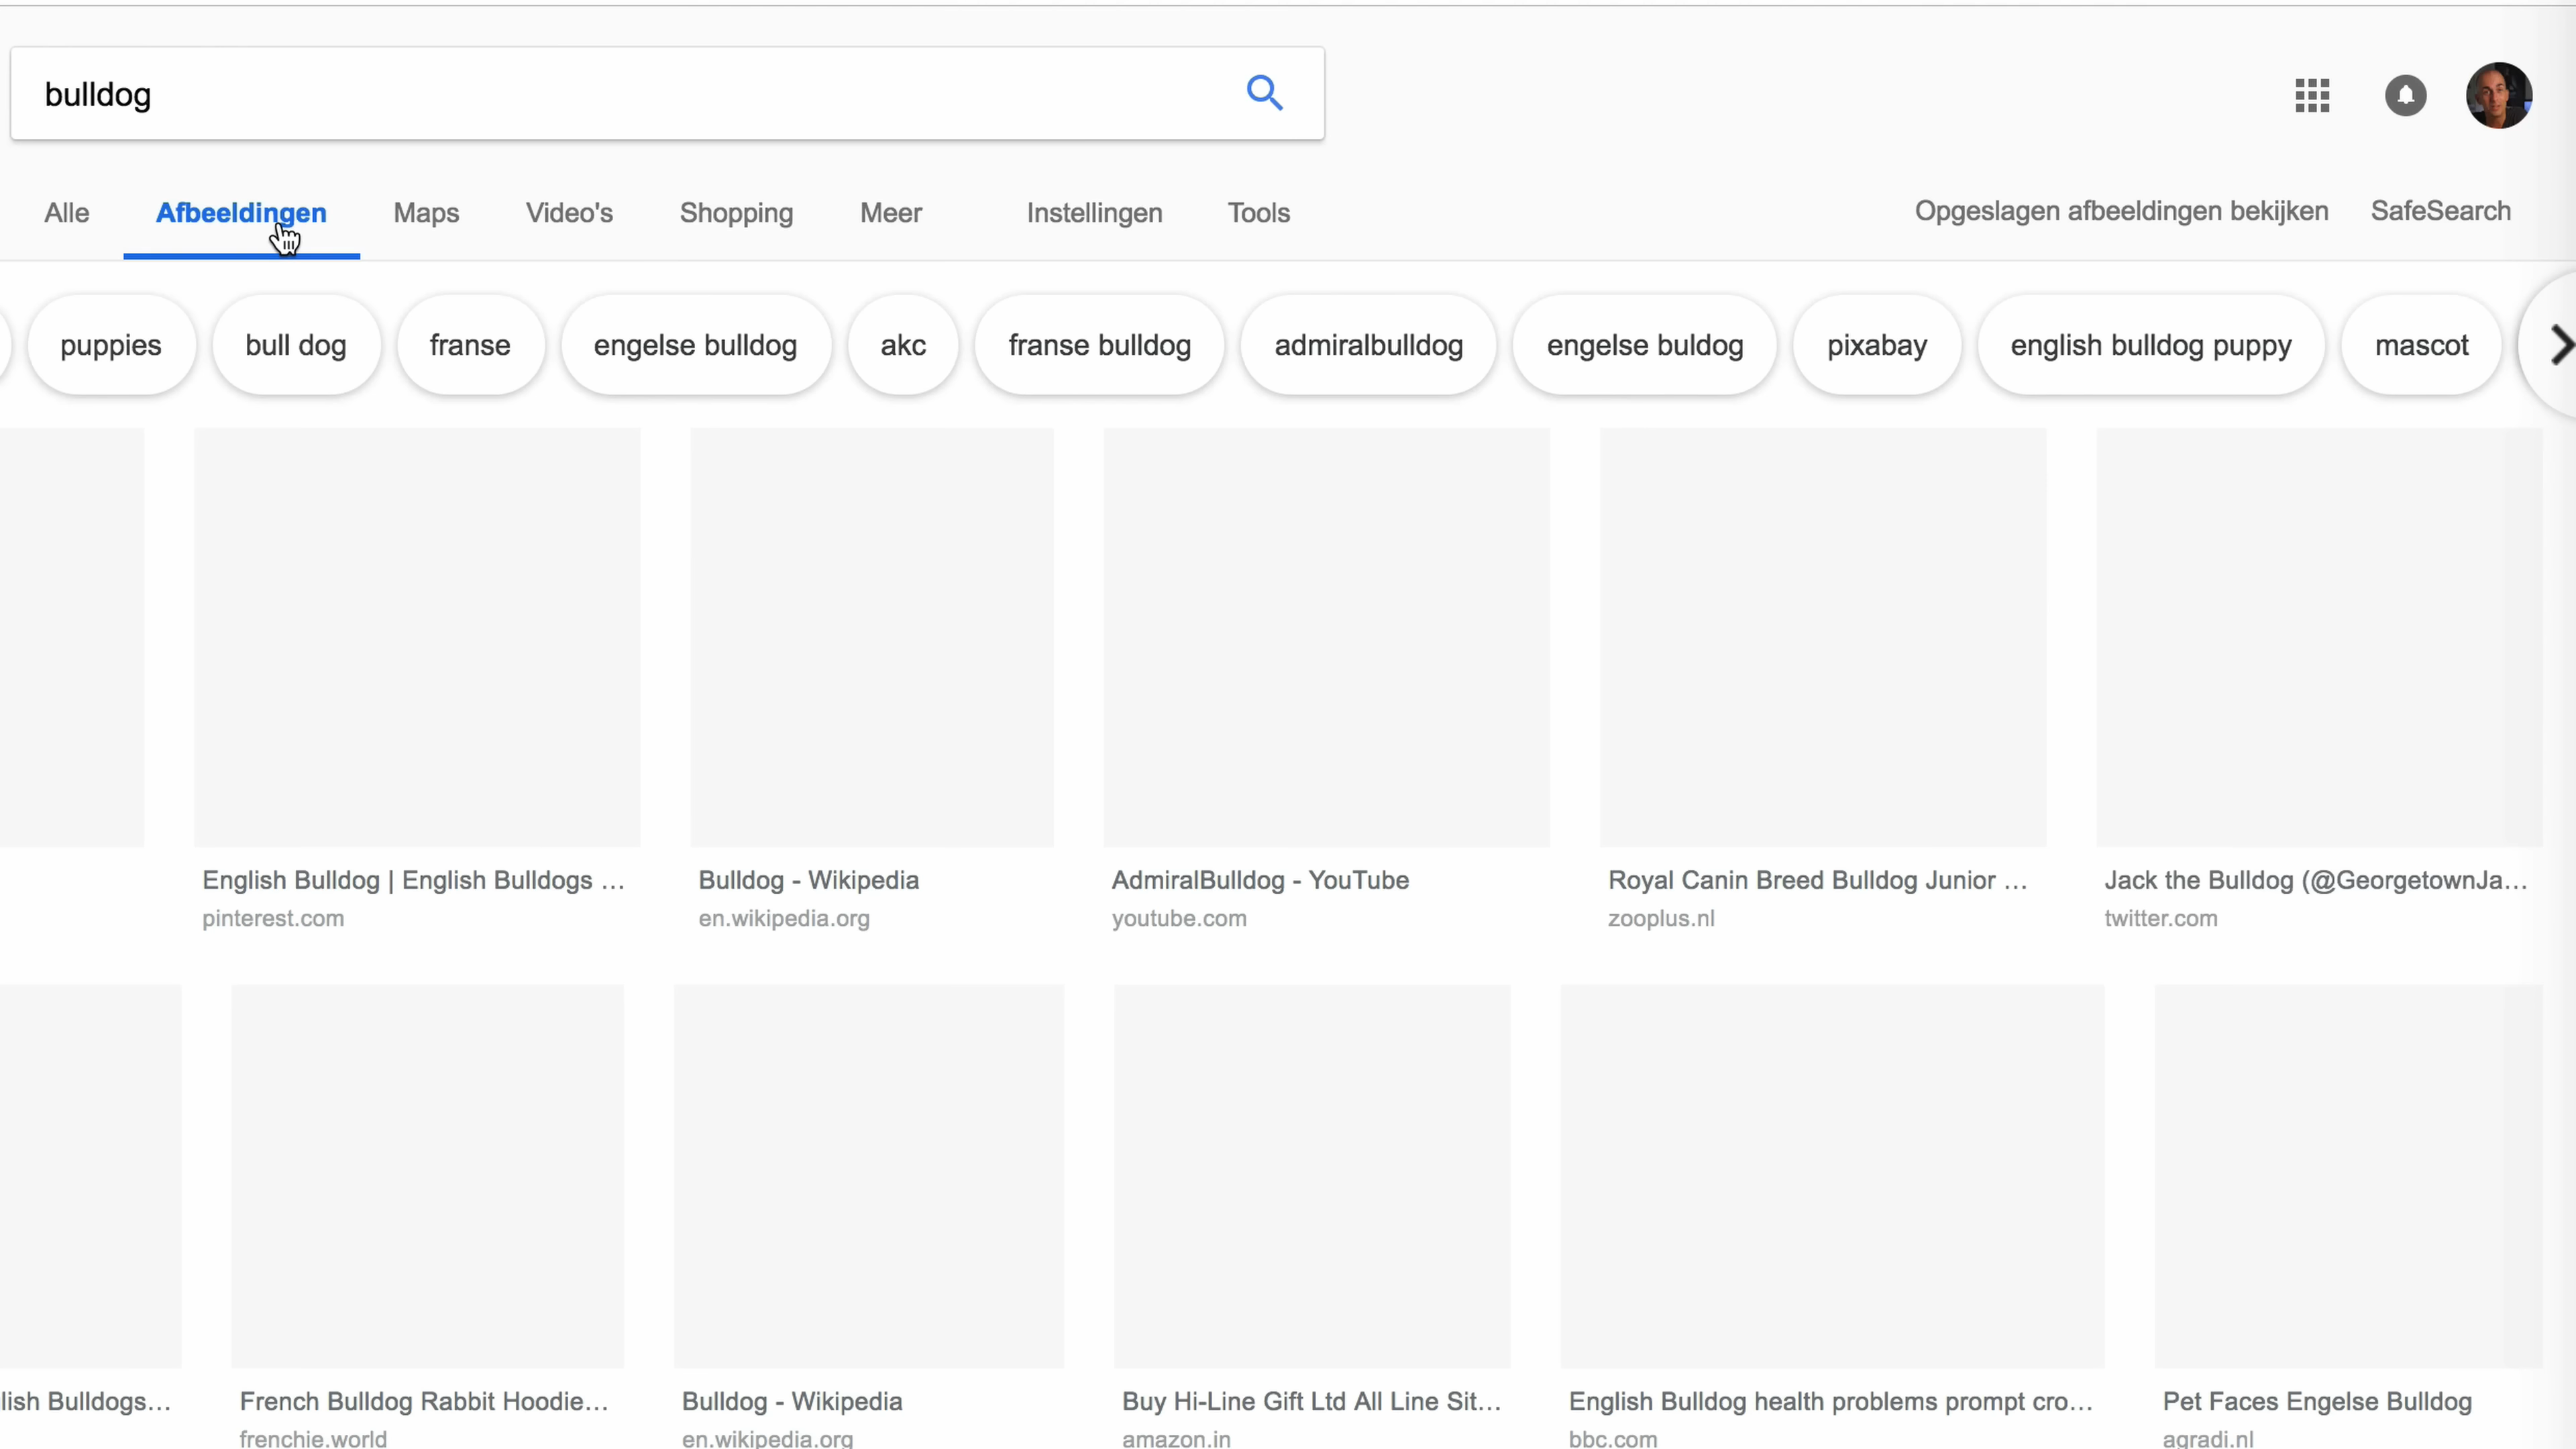 bulldog
Alle Afbeeldingen Maps Video's Shopping Meer Instellingen Tools Opgeslagen afbeeldingen bekijken SafeSearch
puppies bull dog franse engelse bulldog akc franse bulldog admiralbulldog engelse buldog pixabay english bulldog puppy mascot
English Bulldog | English Bulldogs ... Bulldog - Wikipedia AdmiralBulldog - YouTube Royal Canin Breed Bulldog Junior ... Jack the Bulldog (@GeorgetownJa...
pinterest.com en.wikipedia.org youtube.com zooplus.nl twitter.com
lish Bulldogs... French Bulldog Rabbit Hoodie... Bulldog - Wikipedia Buy Hi-Line Gift Ltd All Line Sit... English Bulldog health problems prompt cro... Pet Faces Engelse Bulldog
frenchie.world en.wikipedia.org amazon.in bbc.com agradi.nl